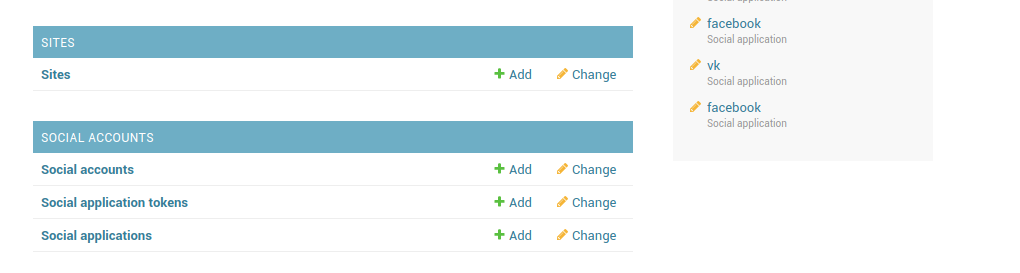 SITES
Sites Add Change
SOCIAL ACCOUNTS
Social accounts Add Change
Social application tokens Add Change
Social applications Add Change
facebook
Social application
vk
Social application
facebook
Social application